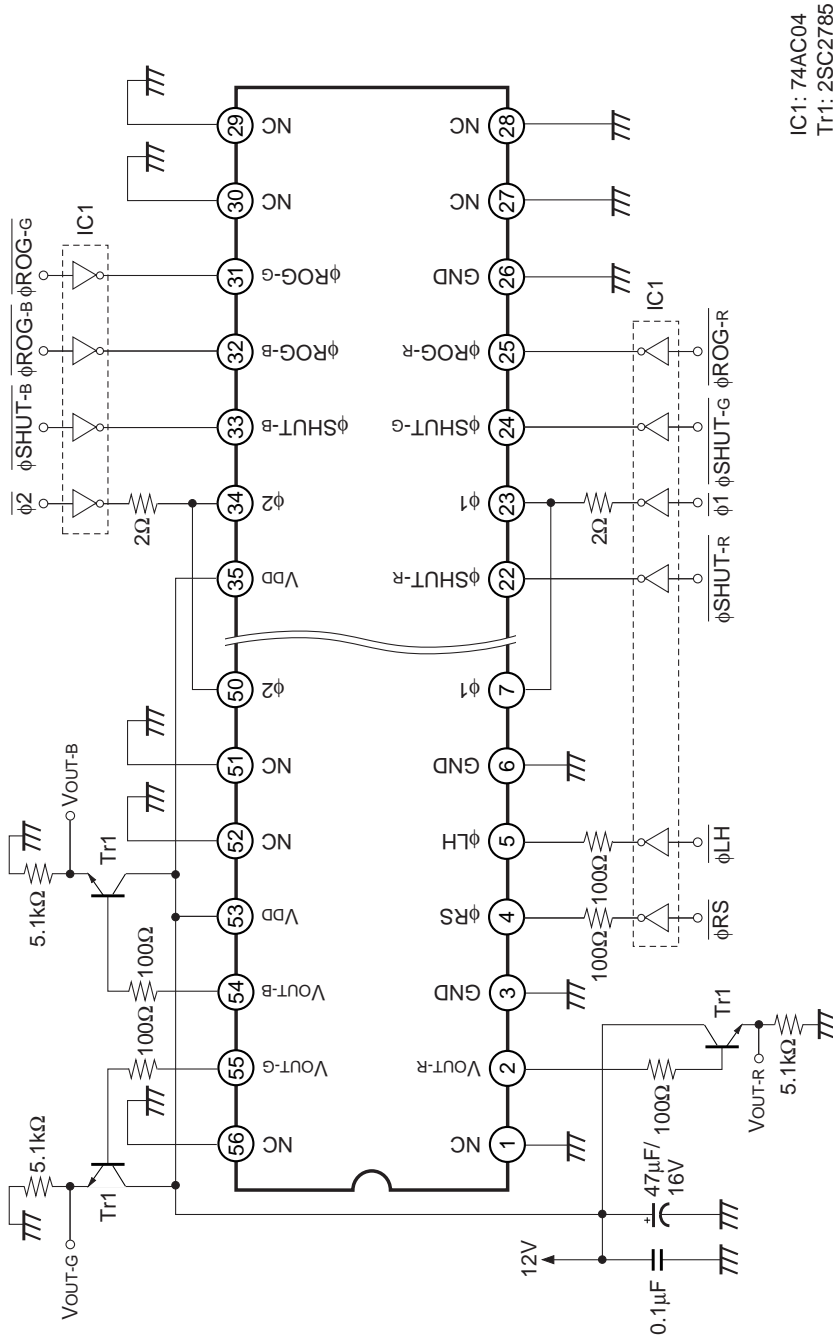 IC1: 74AC04
Tr1: 2SC2785
φROG-G
φROG-B
φSHUT-B
φ2
IC1
2Ω
VOUT-B
5.1kΩ
Tr1
100Ω
100Ω
5.1kΩ
Tr1
VOUT-G
29
30
31
32
33
34
35
50
51
52
53
54
55
56
NC
NC
φROG-G
φROG-B
φSHUT-B
φ2
VDD
φ2
NC
NC
VDD
VOUT-B
VOUT-G
NC
NC
NC
GND
φROG-R
φSHUT-G
φ1
φSHUT-R
φ1
GND
φLH
φRS
GND
VOUT-R
NC
28
27
26
25
24
23
22
7
6
5
4
3
2
1
IC1
2Ω
φROG-R
φSHUT-G
φ1
φSHUT-R
100Ω
100Ω
φLH
φRS
100Ω
Tr1
VOUT-R
5.1kΩ
12V
47µF/
16V
+
0.1µF